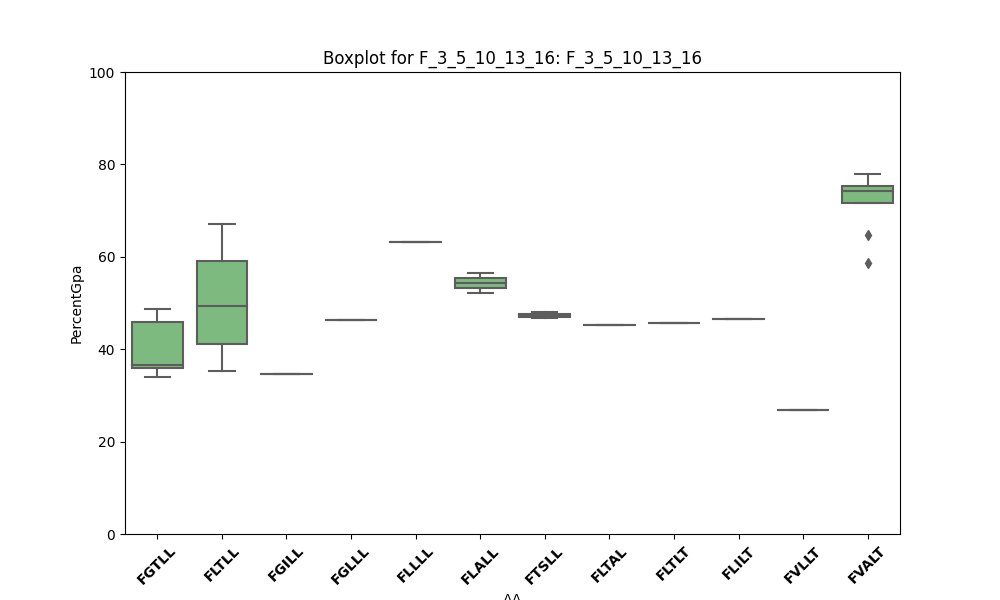 Boxplot for F_3_5_10_13_16: F_3_5_10_13_16
100
80
60
40
20
0
PercentGpa
FGTLL
FLTLL
FGILL
FGLLL
FLLLL
FLALL
FTSLL
FLTAL
FLTLT
FLILT
FVLLT
FVALT
AA